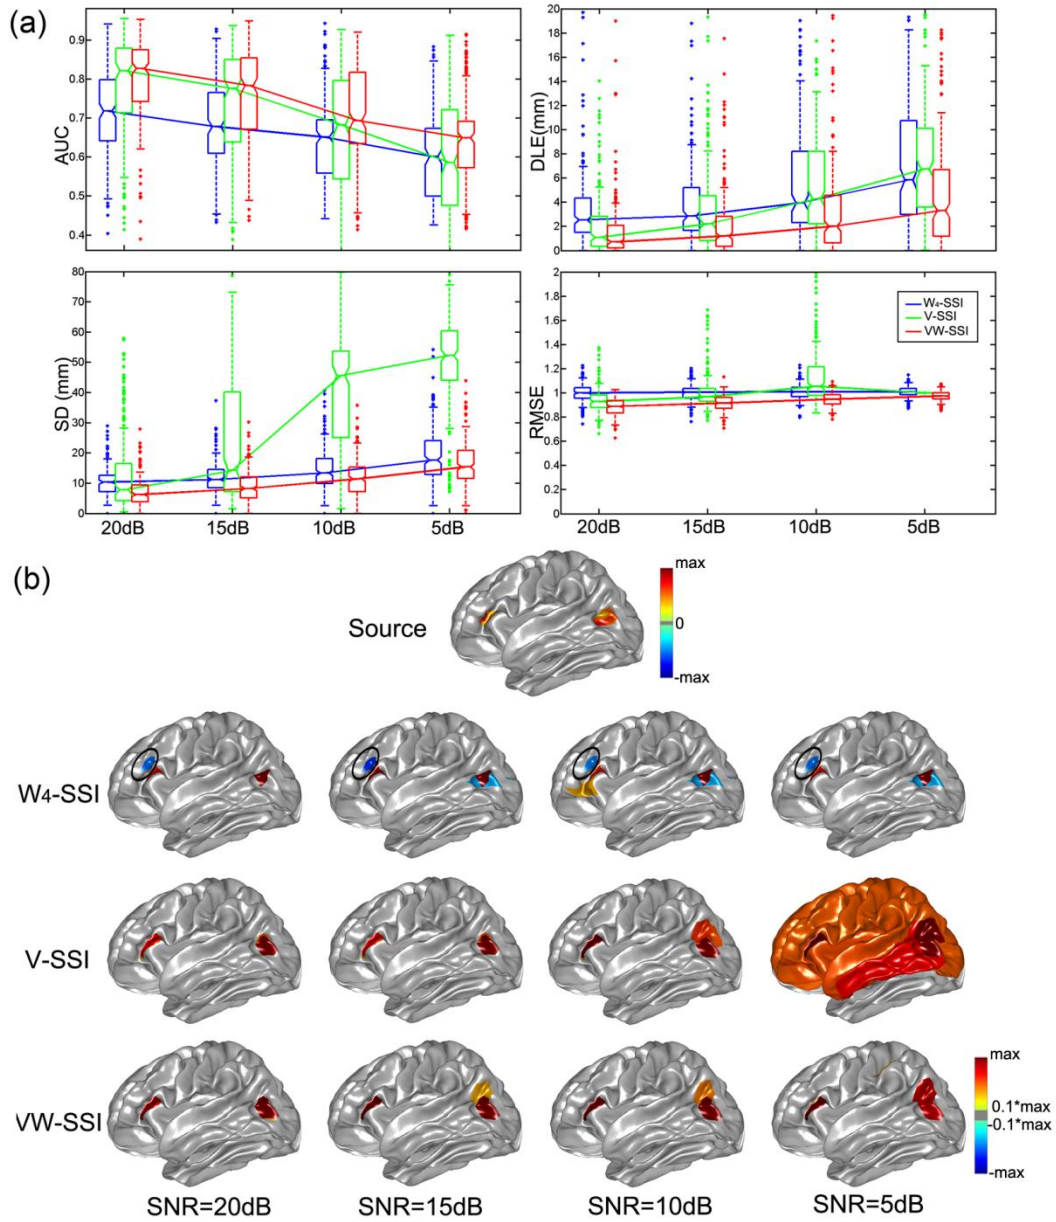 (a)
AUC
0.9
0.8
0.7
0.6
0.5
0.4
DLE(mm)
20
18
16
14
12
10
8
6
4
2
0
SD (mm)
80
70
60
50
40
30
20
10
0
20dB 15dB 10dB 5dB
RMSE
2
1.8
1.6
1.4
1.2
1
0.8
0.6
0.4
0.2
0
W4-SSI
V-SSI
VW-SSI
20dB 15dB 10dB 5dB
(b)
Source
max
0
-max
W4-SSI
V-SSI
VW-SSI
max
0.1*max
-0.1*max
-max
SNR=20dB SNR=15dB SNR=10dB SNR=5dB